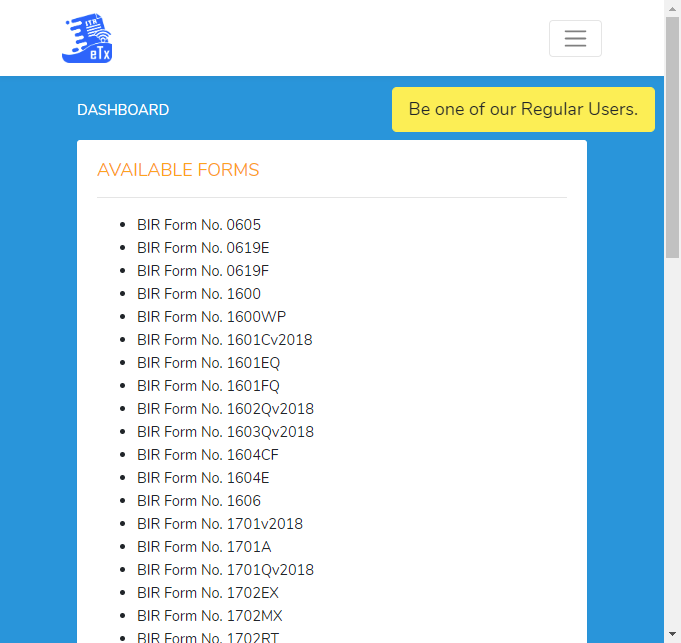 ITR
eTx
DASHBOARD
Be one of our Regular Users.
AVAILABLE FORMS
BIR Form No. 0605
BIR Form No. 0619E
BIR Form No. 0619F
BIR Form No. 1600
BIR Form No. 1600WP
BIR Form No. 1601Cv2018
BIR Form No. 1601EQ
BIR Form No. 1601FQ
BIR Form No. 1602Qv2018
BIR Form No. 1603Qv2018
BIR Form No. 1604CF
BIR Form No. 1604E
BIR Form No. 1606
BIR Form No. 1701v2018
BIR Form No. 1701A
BIR Form No. 1701Qv2018
BIR Form No. 1702EX
BIR Form No. 1702MX
BIR Form No. 1702RT